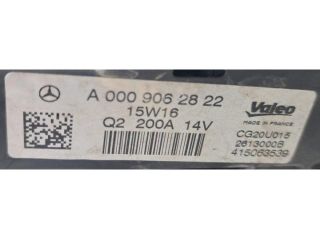 A 000 906 28 22
15W16
Q2 200A 14V
Valeo
MADE IN FRANCE
CG20U015
2613000B
415063539